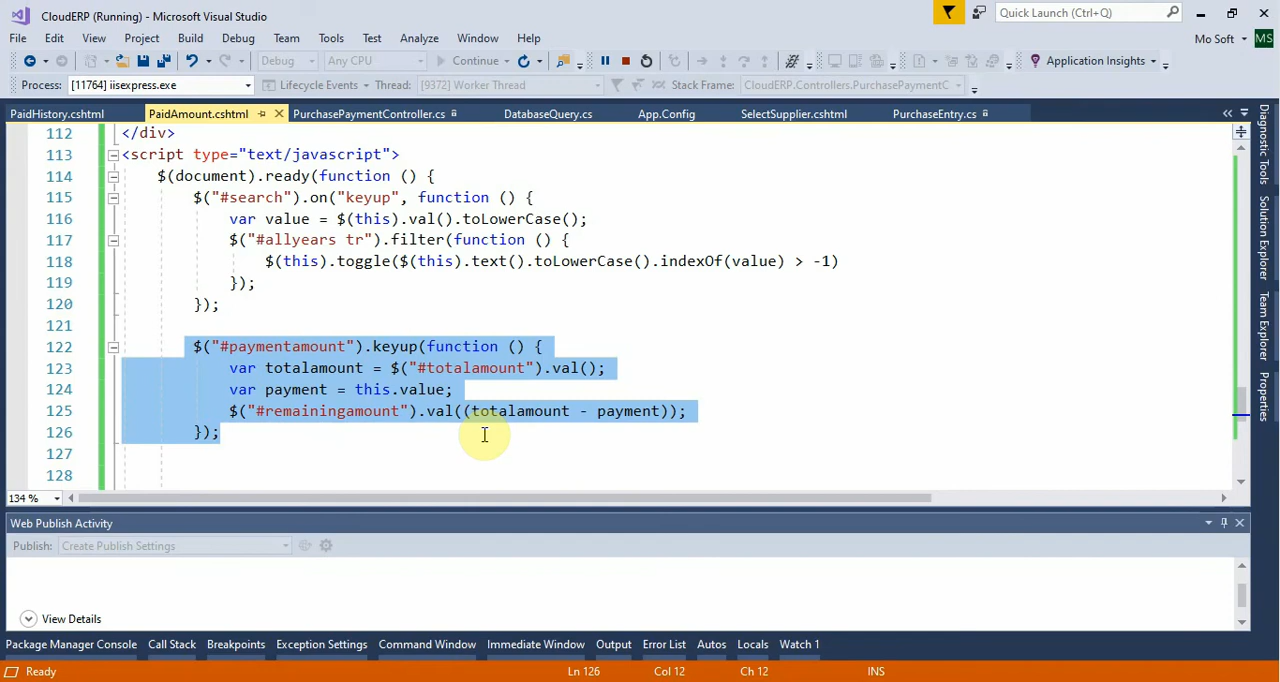 CloudERP (Running) - Microsoft Visual Studio
Quick Launch (Ctrl+Q)
File Edit View Project Build Debug Team Tools Test Analyze Window Help
Mo Soft MS
Debug Any CPU Continue Application Insights
Process: [11764] iisexpress.exe Lifecycle Events Thread: [9372] Worker Thread Stack Frame: CloudERP.Controllers.PurchasePaymentC
PaidHistory.cshtml PaidAmount.cshtml PurchasePaymentController.cs DatabaseQuery.cs App.Config SelectSupplier.cshtml PurchaseEntry.cs
112 </div>
113 <script type="text/javascript">
114 $(document).ready(function () {
115 $("#search").on("keyup", function () {
116 var value = $(this).val().toLowerCase();
117 $("#allyears tr").filter(function () {
118 $(this).toggle($(this).text().toLowerCase().indexOf(value) > -1)
119 });
120 });
121
122 $("#paymentamount").keyup(function () {
123 var totalamount = $("#totalamount").val();
124 var payment = this.value;
125 $("#remainingamount").val((totalamount - payment));
126 });
127
128
134 %
Diagnostic Tools
Solution Explorer
Team Explorer
Properties
Web Publish Activity
Publish: Create Publish Settings
View Details
Package Manager Console Call Stack Breakpoints Exception Settings Command Window Immediate Window Output Error List Autos Locals Watch 1
Ready Ln 126 Col 12 Ch 12 INS